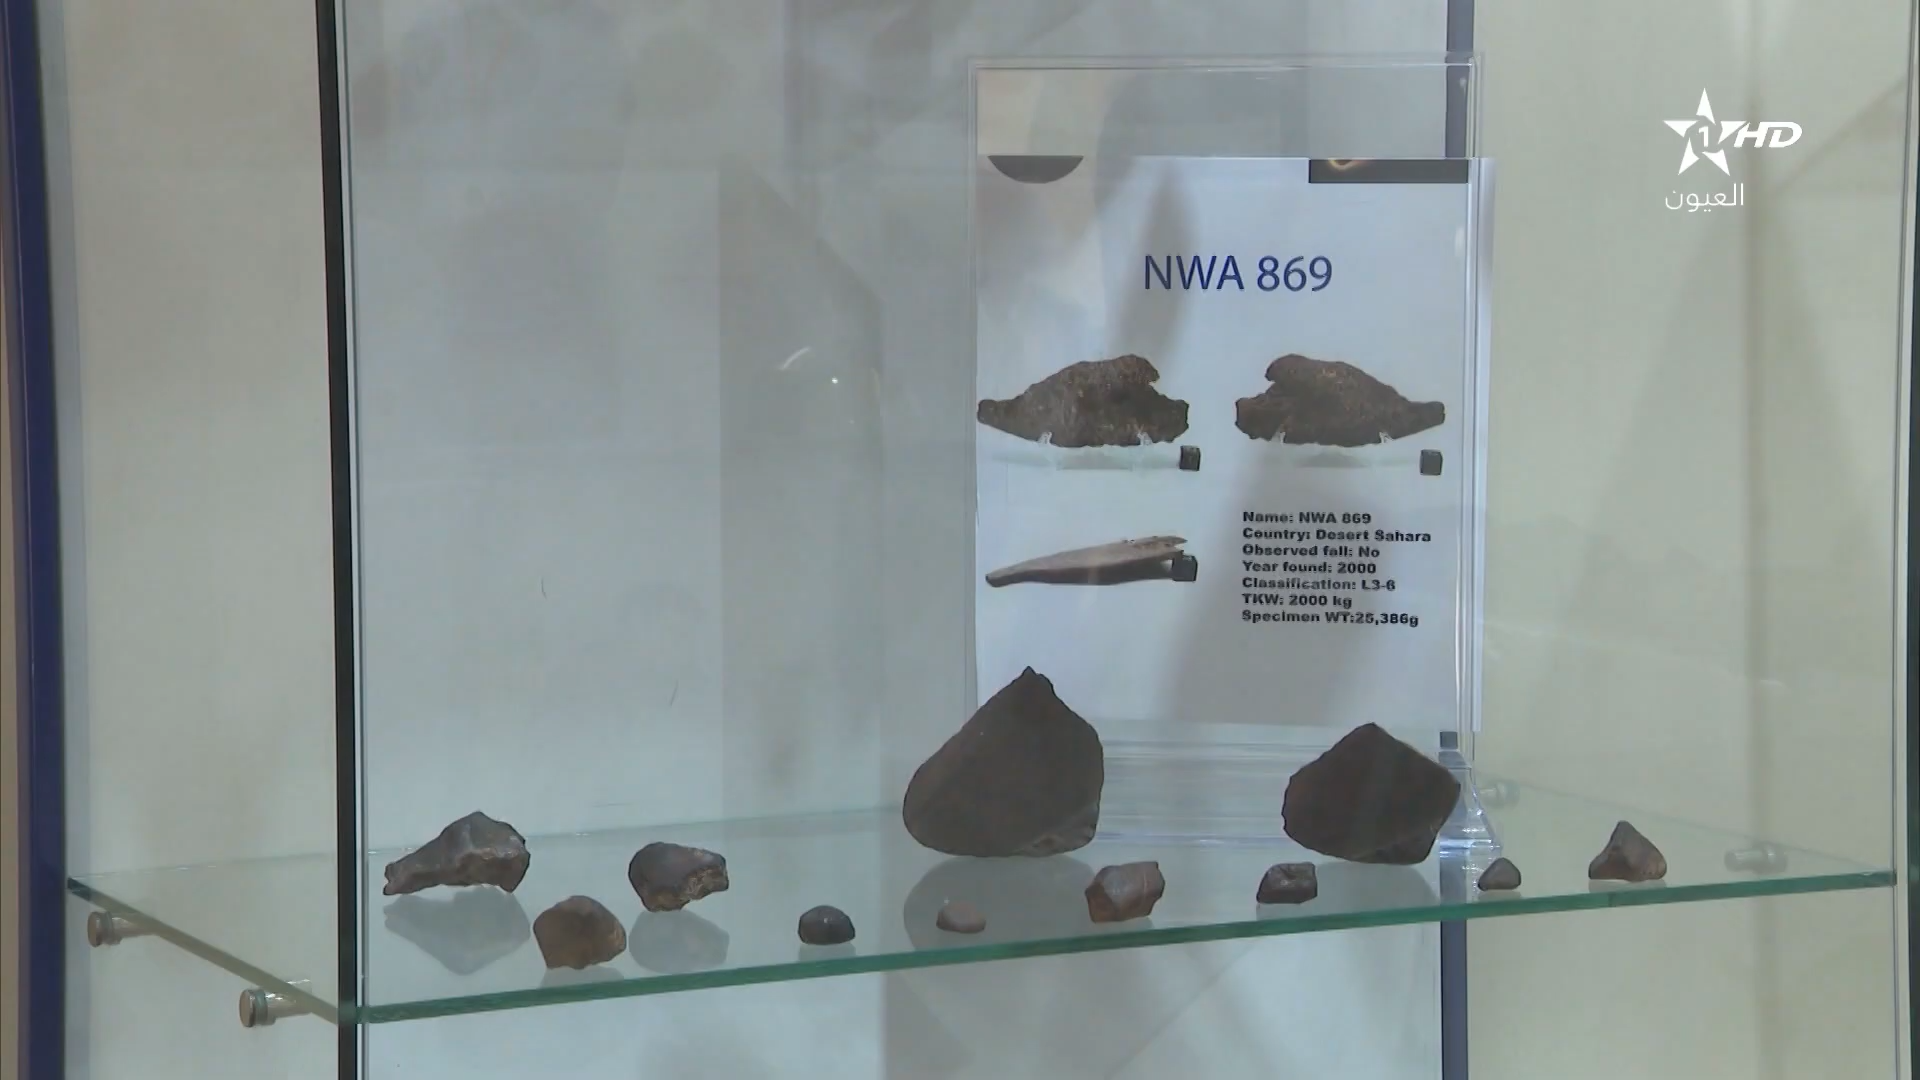 1HD
العيون
NWA 869
Name: NWA 869
Country: Desert Sahara
Observed fall: No
Year found: 2000
Classification: L3-6
TKW: 2000 kg
Specimen WT:25,386g